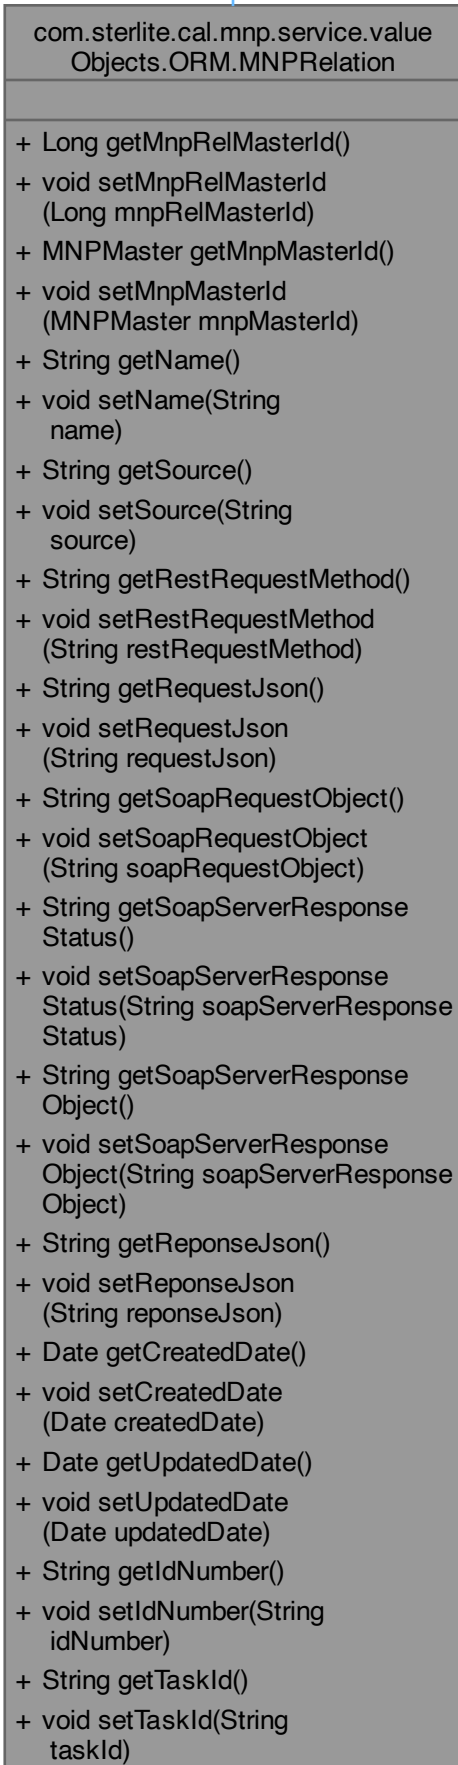 com.sterlite.cal.mnp.service.value
Objects.ORM.MNPRelation
+ Long getMnpRelMasterId()
+ void setMnpRelMasterId
(Long mnpRelMasterId)
+ MNPMaster getMnpMasterId()
+ void setMnpMasterId
(MNPMaster mnpMasterId)
+ String getName()
+ void setName(String
name)
+ String getSource()
+ void setSource(String
source)
+ String getRestRequestMethod()
+ void setRestRequestMethod
(String restRequestMethod)
+ String getRequestJson()
+ void setRequestJson
(String requestJson)
+ String getSoapRequestObject()
+ void setSoapRequestObject
(String soapRequestObject)
+ String getSoapServerResponse
Status()
+ void setSoapServerResponse
Status(String soapServerResponse
Status)
+ String getSoapServerResponse
Object()
+ void setSoapServerResponse
Object(String soapServerResponse
Object)
+ String getReponseJson()
+ void setReponseJson
(String reponseJson)
+ Date getCreatedDate()
+ void setCreatedDate
(Date createdDate)
+ Date getUpdatedDate()
+ void setUpdatedDate
(Date updatedDate)
+ String getIdNumber()
+ void setIdNumber(String
idNumber)
+ String getTaskId()
+ void setTaskId(String
taskId)